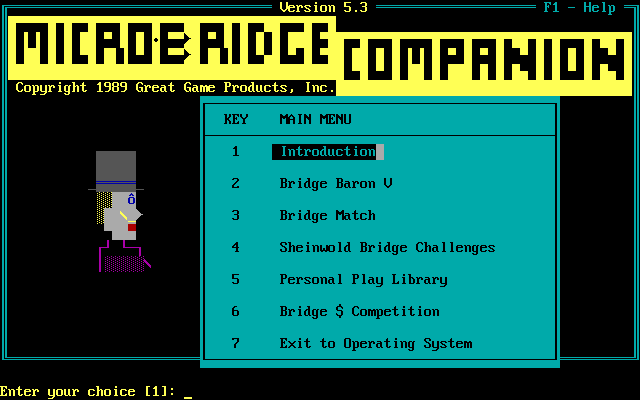 Version 5.3
F1 - Help
MICRO BRIDGE
COMPANION
Copyright 1989 Great Game Products, Inc.
KEY MAIN MENU
1 Introduction
2 Bridge Baron V
3 Bridge Match
4 Sheinwold Bridge Challenges
5 Personal Play Library
6 Bridge $ Competition
7 Exit to Operating System
Enter your choice [1]: _